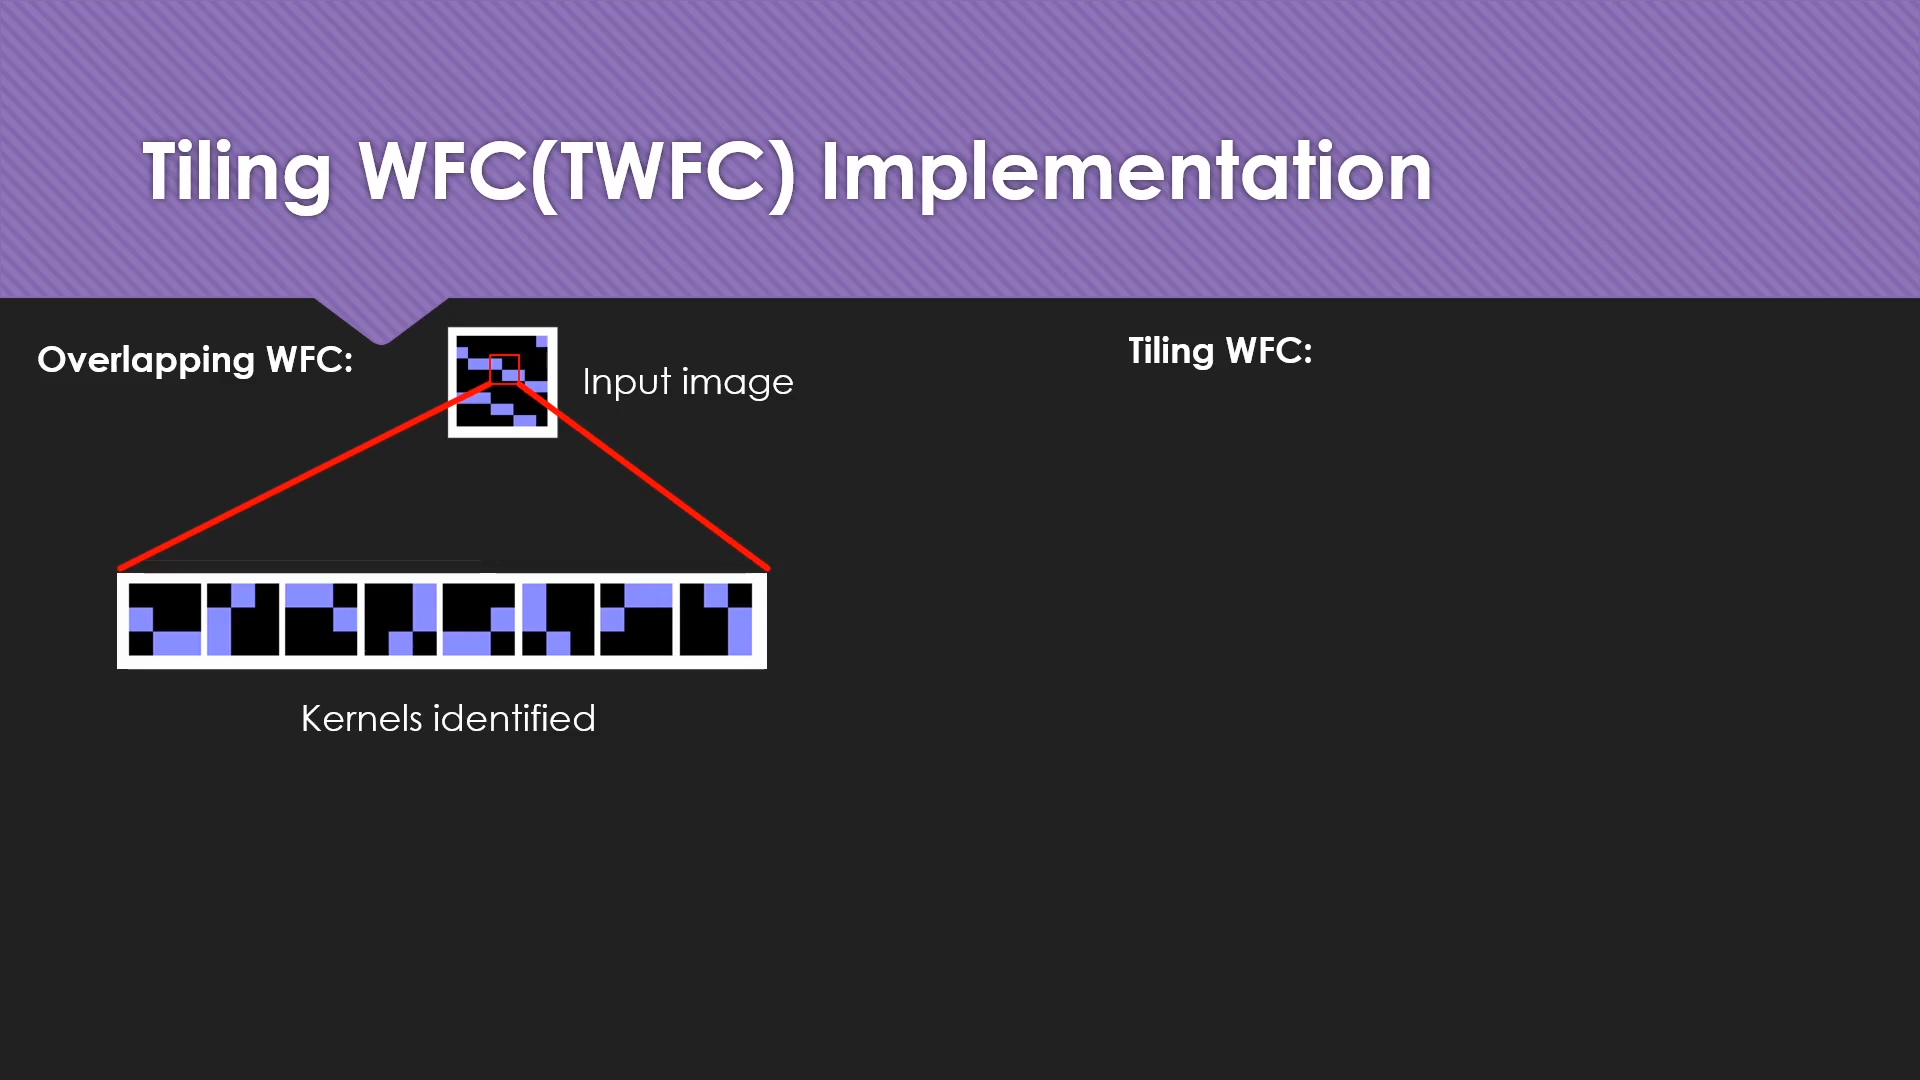 Tiling WFC(TWFC) Implementation
Overlapping WFC:
Input image
Kernels identified
Tiling WFC: